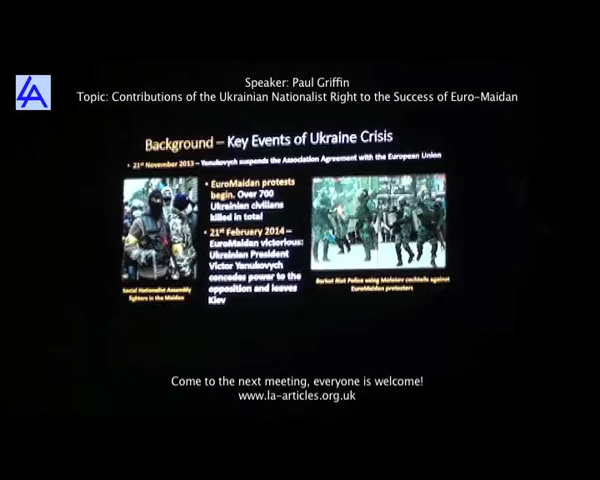 LA
Speaker: Paul Griffin
Topic: Contributions of the Ukrainian Nationalist Right to the Success of Euro-Maidan
Background – Key Events of Ukraine Crisis
• 21st November 2013 – Yanukovych suspends the Association Agreement with the European Union
• EuroMaidan protests
begin. Over 700
Ukrainian civilians
killed in total
• 21st February 2014 –
EuroMaidan victorious:
Ukrainian President
Victor Yanukovych
concedes power to the
opposition and leaves
Kiev
Social Nationalist Assembly
fighters in the Maidan
Berkut Riot Police using Molotov cocktails against
EuroMaidan protesters
Come to the next meeting, everyone is welcome!
www.la-articles.org.uk